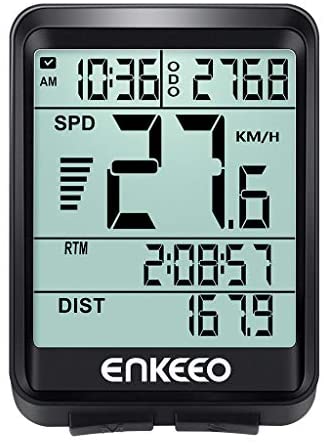 AM 10:36 ODO 2768
SPD
27.6 KM/H
RTM
2:08:57
DIST 167.9
ENKEEO